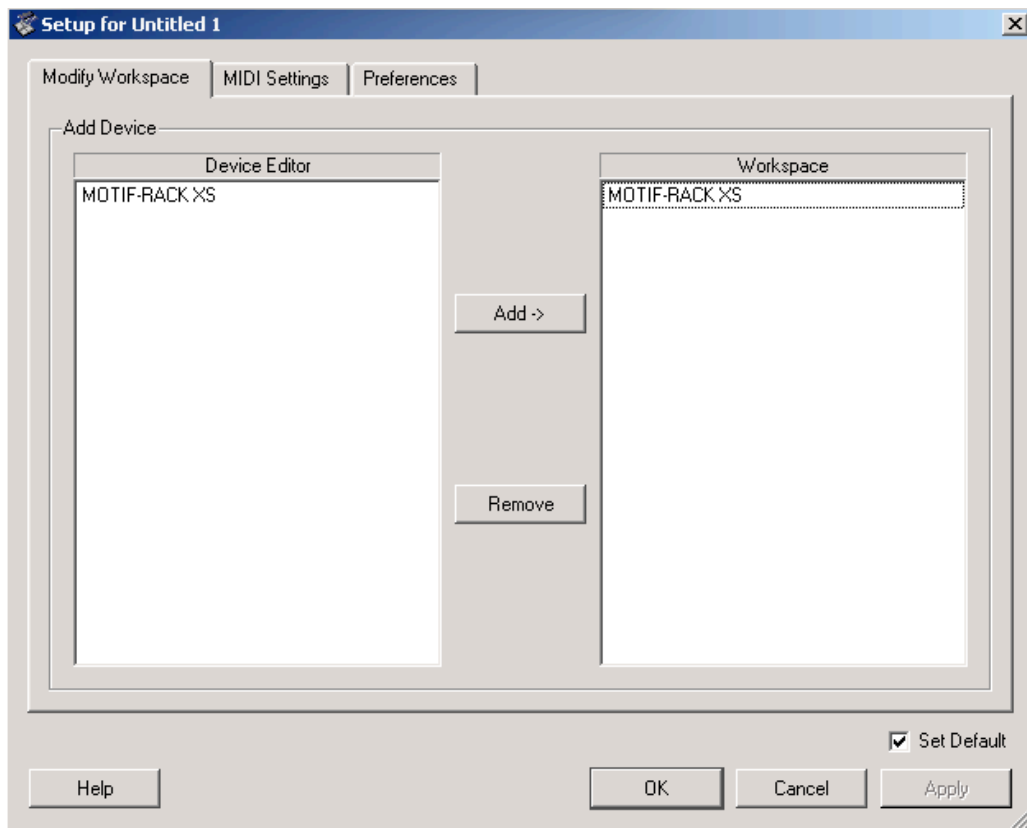 Setup for Untitled 1
Modify Workspace
MIDI Settings
Preferences
Add Device
Device Editor
MOTIF-RACK XS
Add ->
Remove
Workspace
MOTIF-RACK XS
Set Default
Help
OK
Cancel
Apply